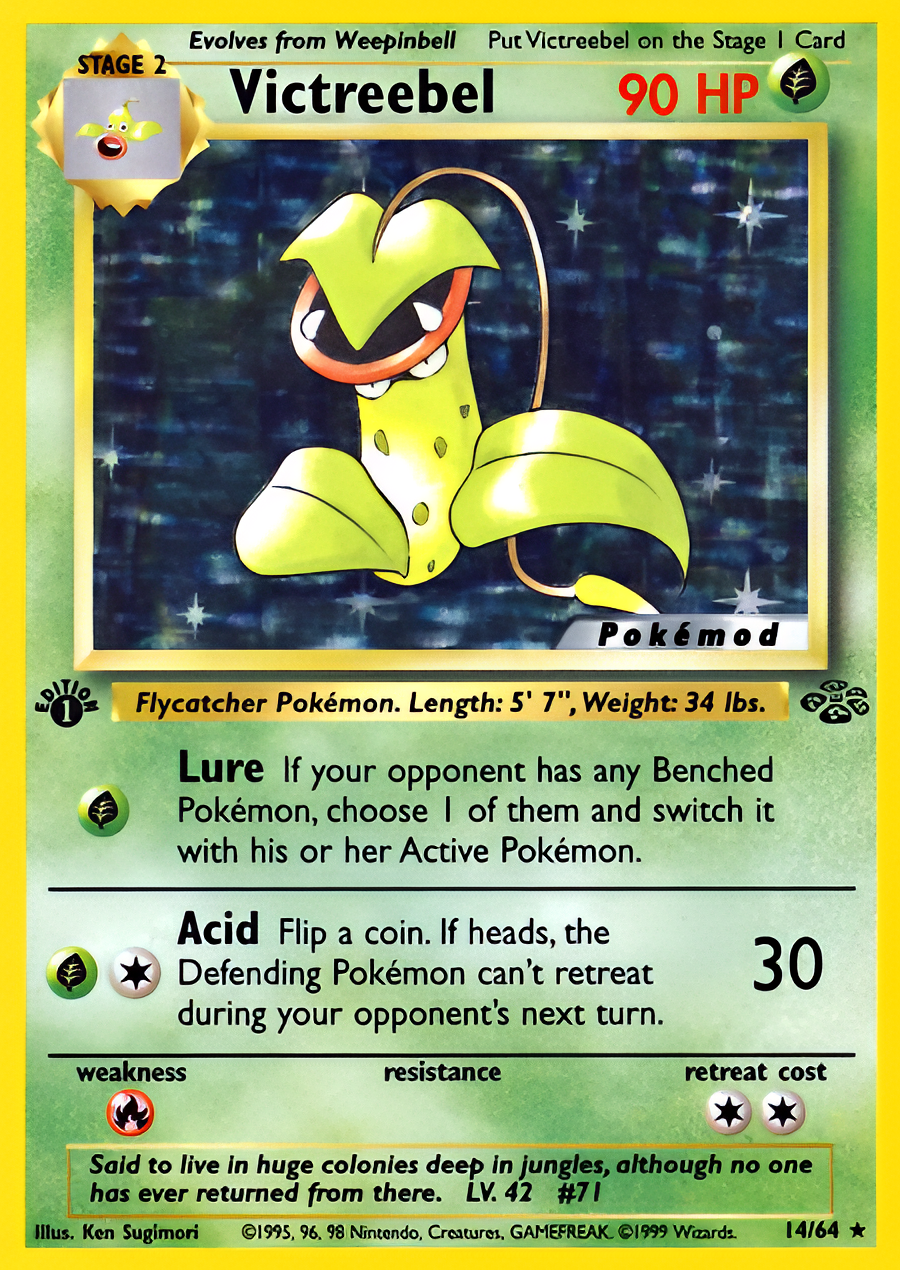 Evolves from Weepinbell Put Victreebel on the Stage 1 Card
STAGE 2
Victreebel 90 HP
Pokémod
EDITION
1
Flycatcher Pokémon. Length: 5' 7", Weight: 34 lbs.
Lure If your opponent has any Benched
Pokémon, choose 1 of them and switch it
with his or her Active Pokémon.
Acid Flip a coin. If heads, the
Defending Pokémon can't retreat
during your opponent's next turn.
30
weakness resistance retreat cost
Said to live in huge colonies deep in jungles, although no one
has ever returned from there. LV. 42 #71
Illus. Ken Sugimori ©1995, 96, 98 Nintendo, Creatures, GAMEFREAK. ©1999 Wizards. 14/64 ★